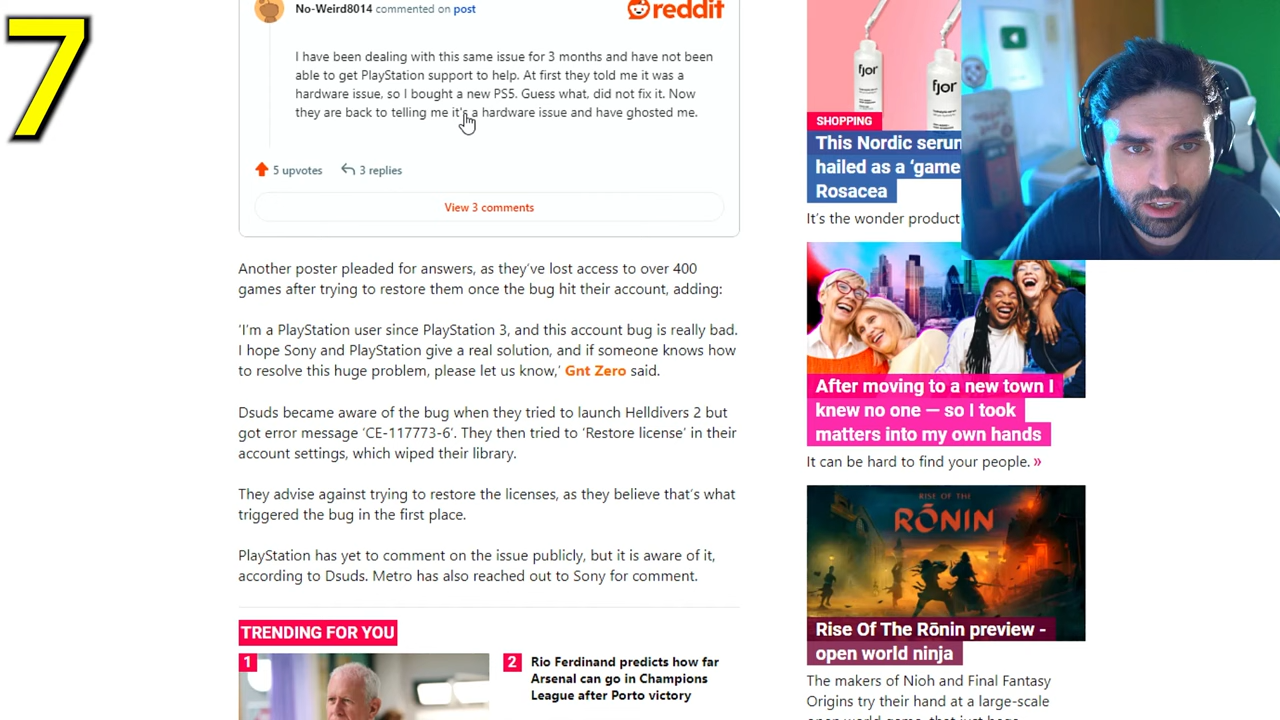 7
No-Weird8014 commented on post
reddit
I have been dealing with this same issue for 3 months and have not been
able to get PlayStation support to help. At first they told me it was a
hardware issue, so I bought a new PS5. Guess what, did not fix it. Now
they are back to telling me it's a hardware issue and have ghosted me.
5 upvotes
3 replies
View 3 comments
Another poster pleaded for answers, as they've lost access to over 400
games after trying to restore them once the bug hit their account, adding:
'I'm a PlayStation user since PlayStation 3, and this account bug is really bad.
I hope Sony and PlayStation give a real solution, and if someone knows how
to resolve this huge problem, please let us know,' Gnt Zero said.
Dsuds became aware of the bug when they tried to launch Helldivers 2 but
got error message 'CE-117773-6'. They then tried to 'Restore license' in their
account settings, which wiped their library.
They advise against trying to restore the licenses, as they believe that's what
triggered the bug in the first place.
PlayStation has yet to comment on the issue publicly, but it is aware of it,
according to Dsuds. Metro has also reached out to Sony for comment.
TRENDING FOR YOU
1
2
Rio Ferdinand predicts how far
Arsenal can go in Champions
League after Porto victory
fjor
fjor
SHOPPING
This Nordic serum
hailed as a 'game
Rosacea
It's the wonder product
After moving to a new town I
knew no one — so I took
matters into my own hands
It can be hard to find your people. »
RISE OF THE
RŌNIN
Rise Of The Rōnin preview -
open world ninja
The makers of Nioh and Final Fantasy
Origins try their hand at a large-scale